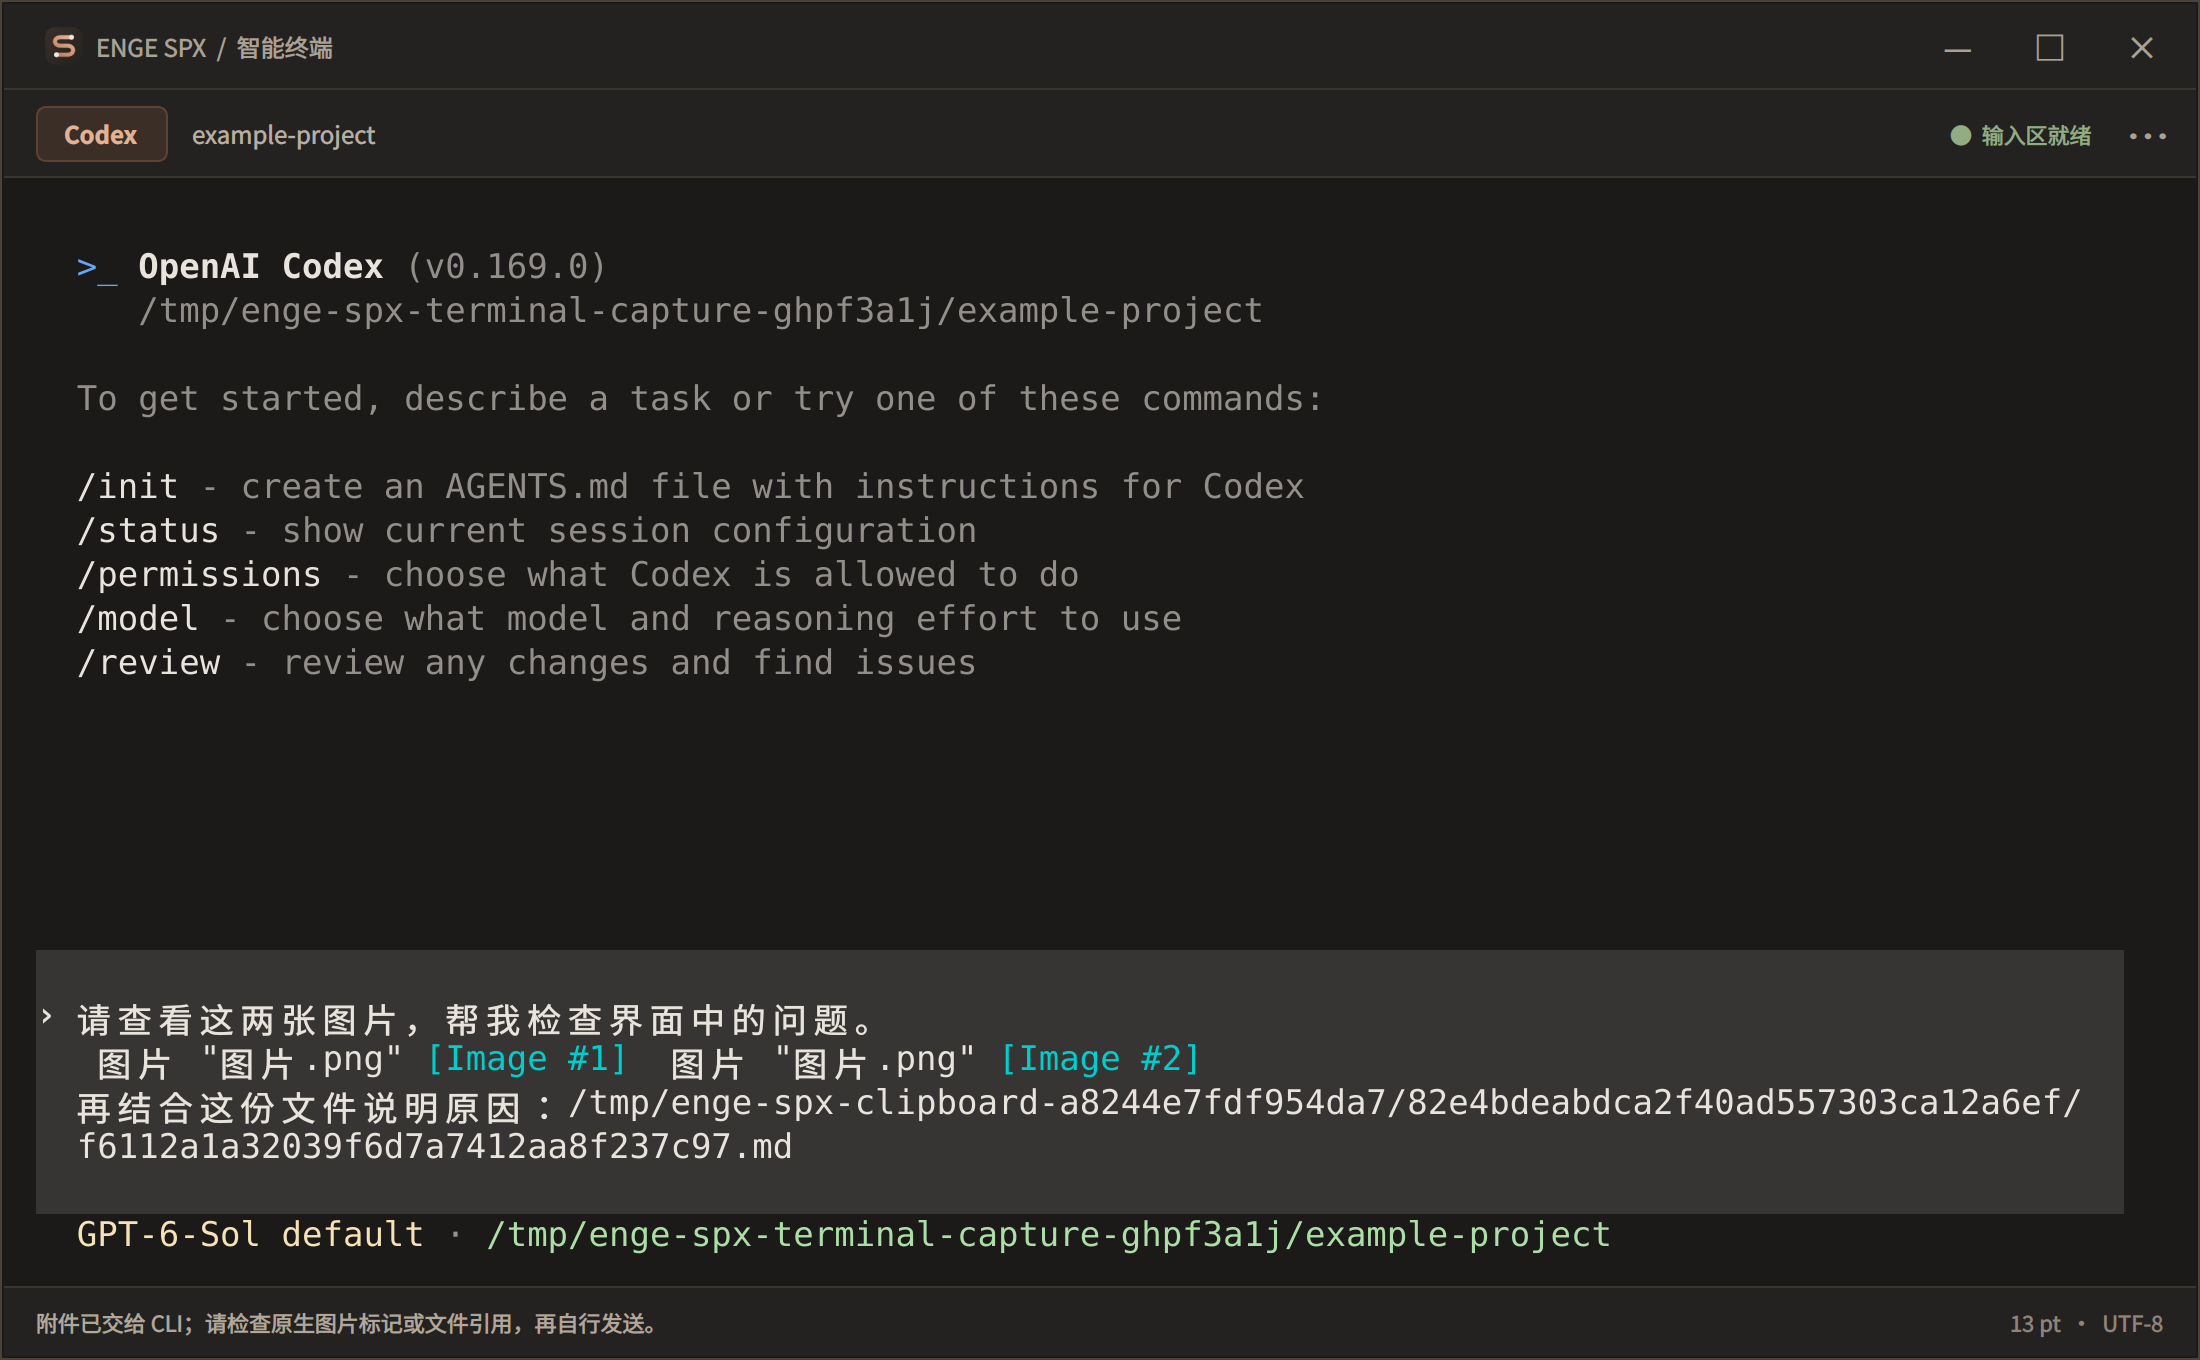 ENGE SPX / 智能终端
Codex example-project
输入区就绪
>_ OpenAI Codex (v0.169.0)
/tmp/enge-spx-terminal-capture-ghpf3a1j/example-project
To get started, describe a task or try one of these commands:
/init - create an AGENTS.md file with instructions for Codex
/status - show current session configuration
/permissions - choose what Codex is allowed to do
/model - choose what model and reasoning effort to use
/review - review any changes and find issues
› 请查看这两张图片，帮我检查界面中的问题。
图片 "图片.png" [Image #1] 图片 "图片.png" [Image #2]
再结合这份文件说明原因：/tmp/enge-spx-clipboard-a8244e7fdf954da7/82e4bdeabdca2f40ad557303ca12a6ef/
f6112a1a32039f6d7a7412aa8f237c97.md
GPT-6-Sol default · /tmp/enge-spx-terminal-capture-ghpf3a1j/example-project
附件已交给 CLI；请检查原生图片标记或文件引用，再自行发送。
13 pt • UTF-8